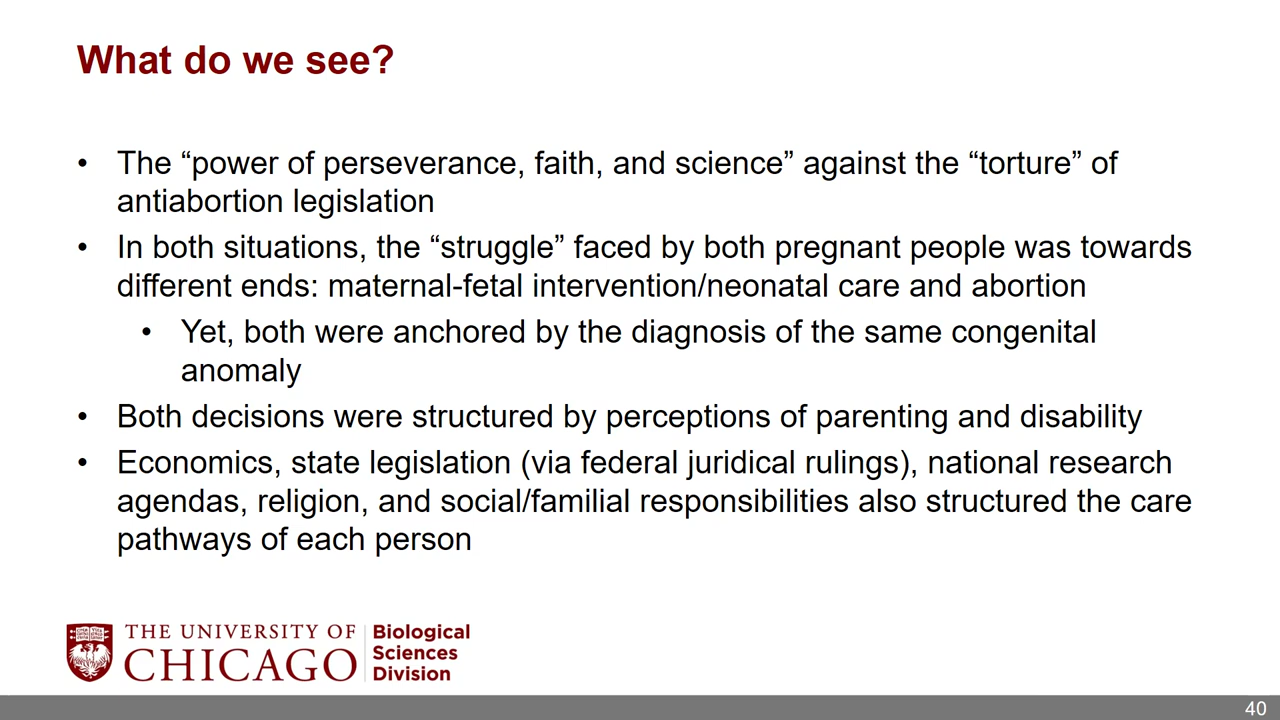 What do we see?
• The “power of perseverance, faith, and science” against the “torture” of
antiabortion legislation
• In both situations, the “struggle” faced by both pregnant people was towards
different ends: maternal-fetal intervention/neonatal care and abortion
• Yet, both were anchored by the diagnosis of the same congenital
anomaly
• Both decisions were structured by perceptions of parenting and disability
• Economics, state legislation (via federal juridical rulings), national research
agendas, religion, and social/familial responsibilities also structured the care
pathways of each person
THE UNIVERSITY OF
CHICAGO
Biological
Sciences
Division
40